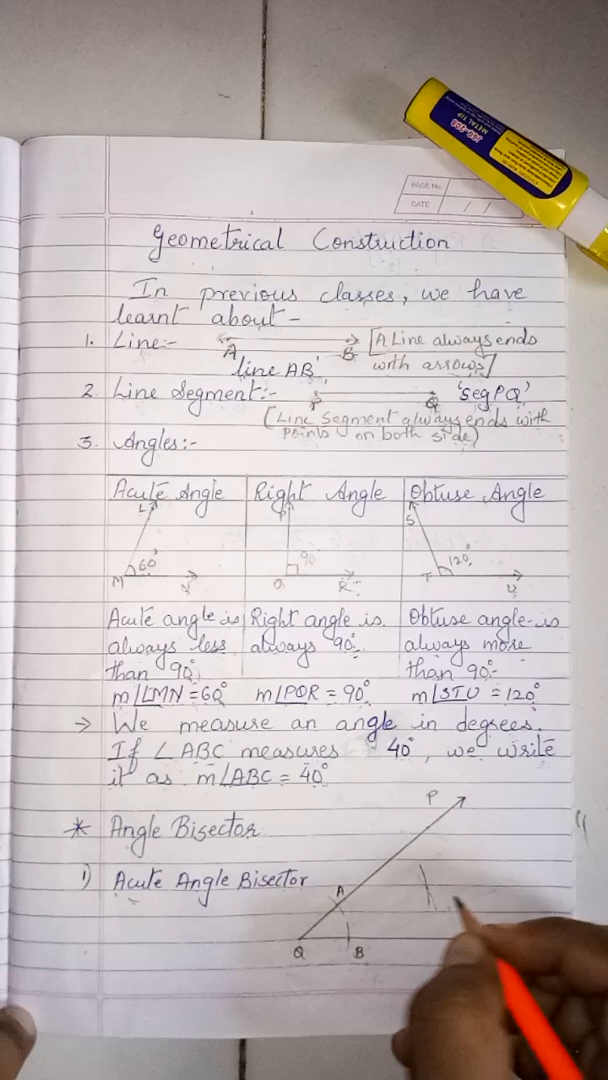 JSG-208
METAL TIP
PAGE No.
DATE / /
Geometrical Construction
In previous classes, we have
learnt about -
1. Line:- A B [A Line always ends
line AB' with arrows]
2. Line Segment:- P Q 'seg PQ'
(Line Segment always ends with
points on both side)
3. Angles:-
Acute Angle Right Angle Obtuse Angle
L P S
60° 90° 120°
M N Q R T U
Acute angle is Right angle is Obtuse angle is
always less always 90°. always more
than 90° than 90°.
m∠LMN = 60° m∠PQR = 90° m∠STU = 120°
→ We measure an angle in degrees.
If ∠ABC measures 40°, we write
it as m∠ABC = 40°
P
* Angle Bisector
1) Acute Angle Bisector
A
Q B